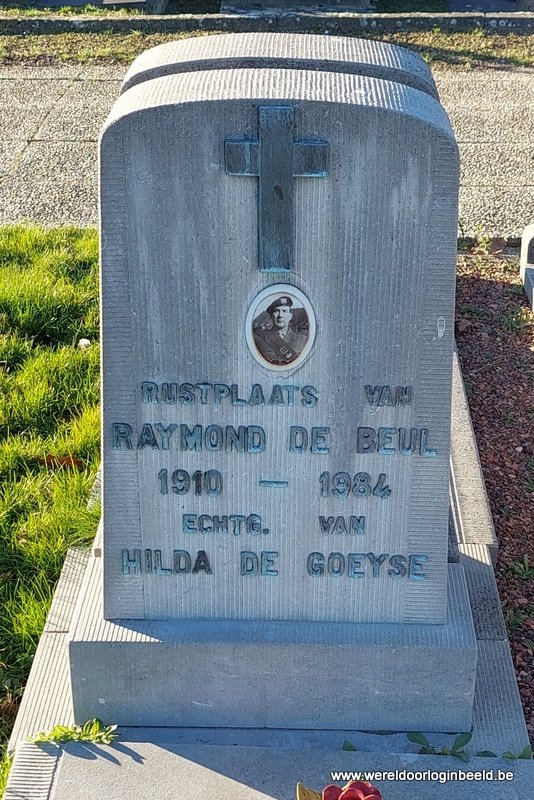 RUSTPLAATS VAN
RAYMOND DE BEUL
1910 - 1984
ECHTG. VAN
HILDA DE GOEYSE
www.wereldoorloginbeeld.be